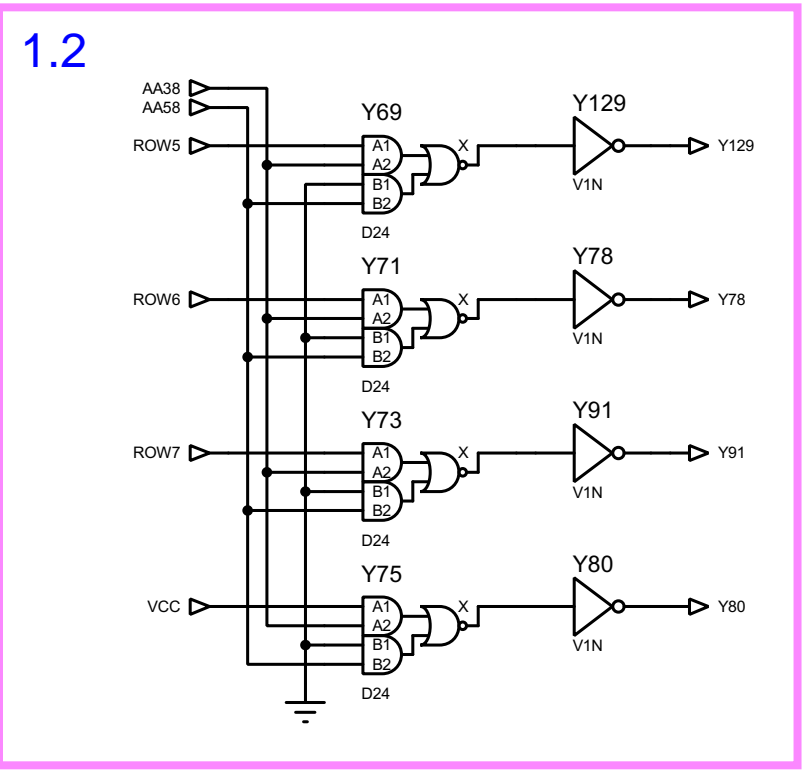 1.2
AA38
AA58
Y69
Y129
ROW5
A1
X
Y129
A2
B1
B2
V1N
D24
Y71
Y78
ROW6
A1
X
Y78
A2
B1
B2
V1N
D24
Y73
Y91
ROW7
A1
X
Y91
A2
B1
B2
V1N
D24
Y75
Y80
VCC
A1
X
Y80
A2
B1
B2
V1N
D24